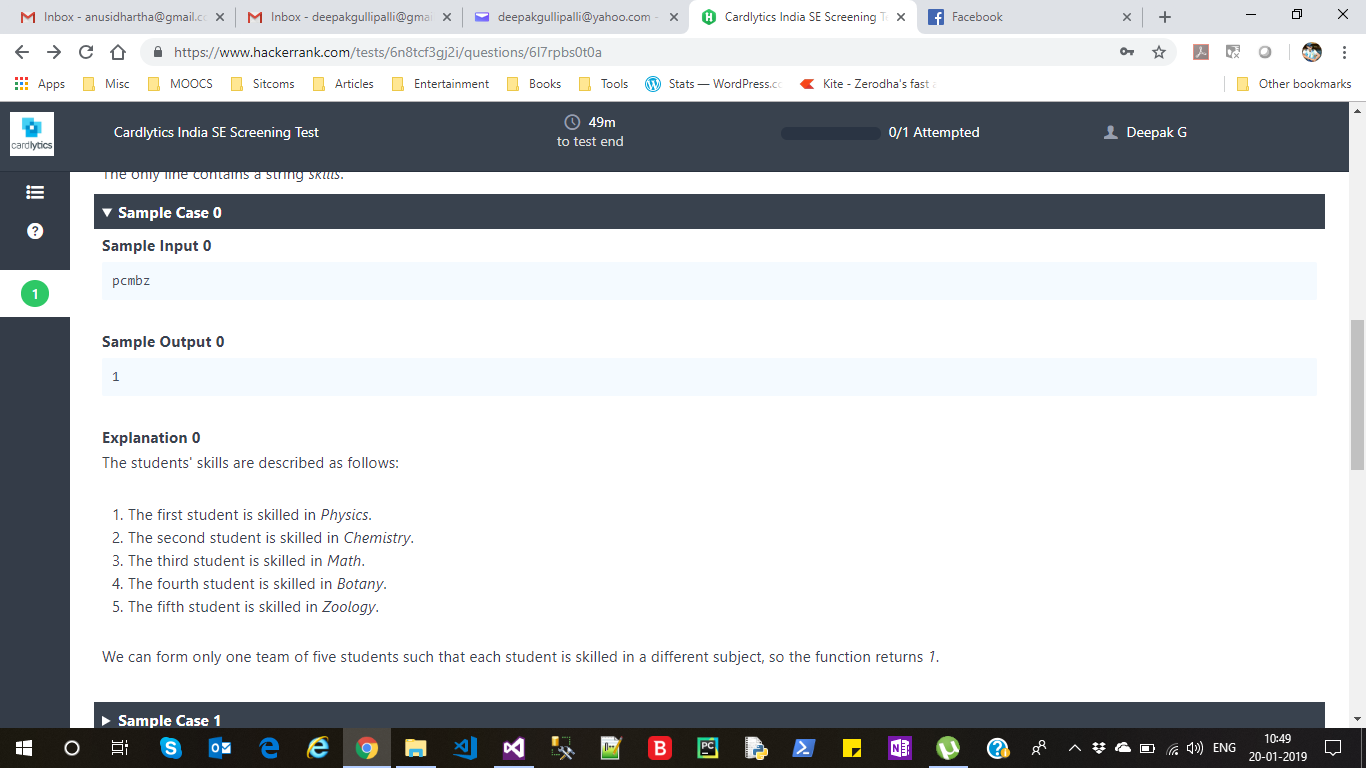 Inbox - anusidhartha@gmail.c
Inbox - deepakgullipalli@gmai
deepakgullipalli@yahoo.com -
Cardlytics India SE Screening T
Facebook
https://www.hackerrank.com/tests/6n8tcf3gj2i/questions/6l7rpbs0t0a
Apps Misc MOOCS Sitcoms Articles Entertainment Books Tools Stats — WordPress.c Kite - Zerodha's fast a Other bookmarks
cardlytics
Cardlytics India SE Screening Test
49m
to test end
0/1 Attempted
Deepak G
The only line contains a string skills.
1
Sample Case 0
Sample Input 0
pcmbz
Sample Output 0
1
Explanation 0
The students' skills are described as follows:
1. The first student is skilled in Physics.
2. The second student is skilled in Chemistry.
3. The third student is skilled in Math.
4. The fourth student is skilled in Botany.
5. The fifth student is skilled in Zoology.
We can form only one team of five students such that each student is skilled in a different subject, so the function returns 1.
Sample Case 1
ENG
10:49
20-01-2019